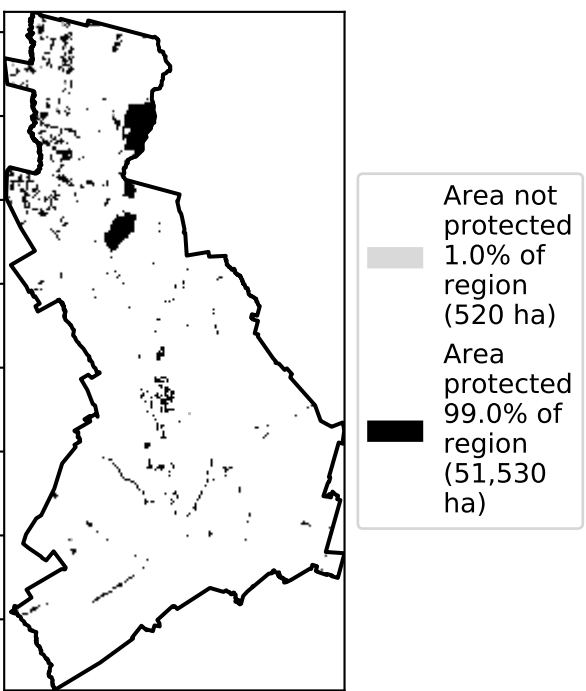 Area not
protected
1.0% of
region
(520 ha)
Area
protected
99.0% of
region
(51,530
ha)